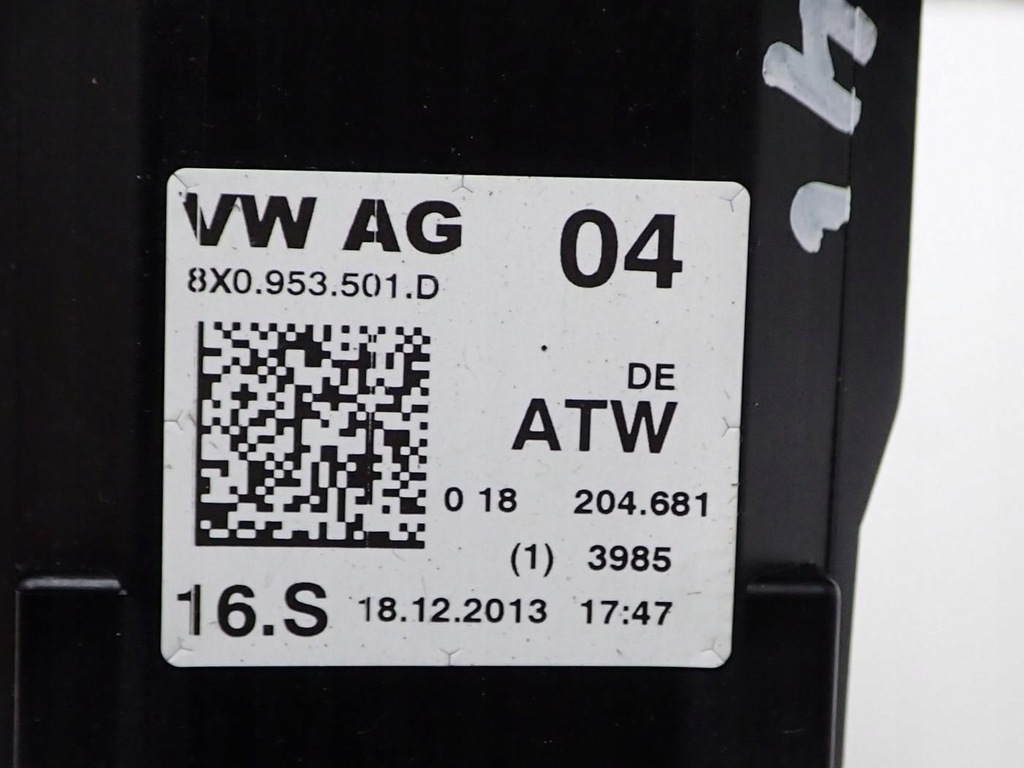 VW AG
04
8X0.953.501.D
DE
ATW
0 18 204.681
(1) 3985
16.S 18.12.2013 17:47